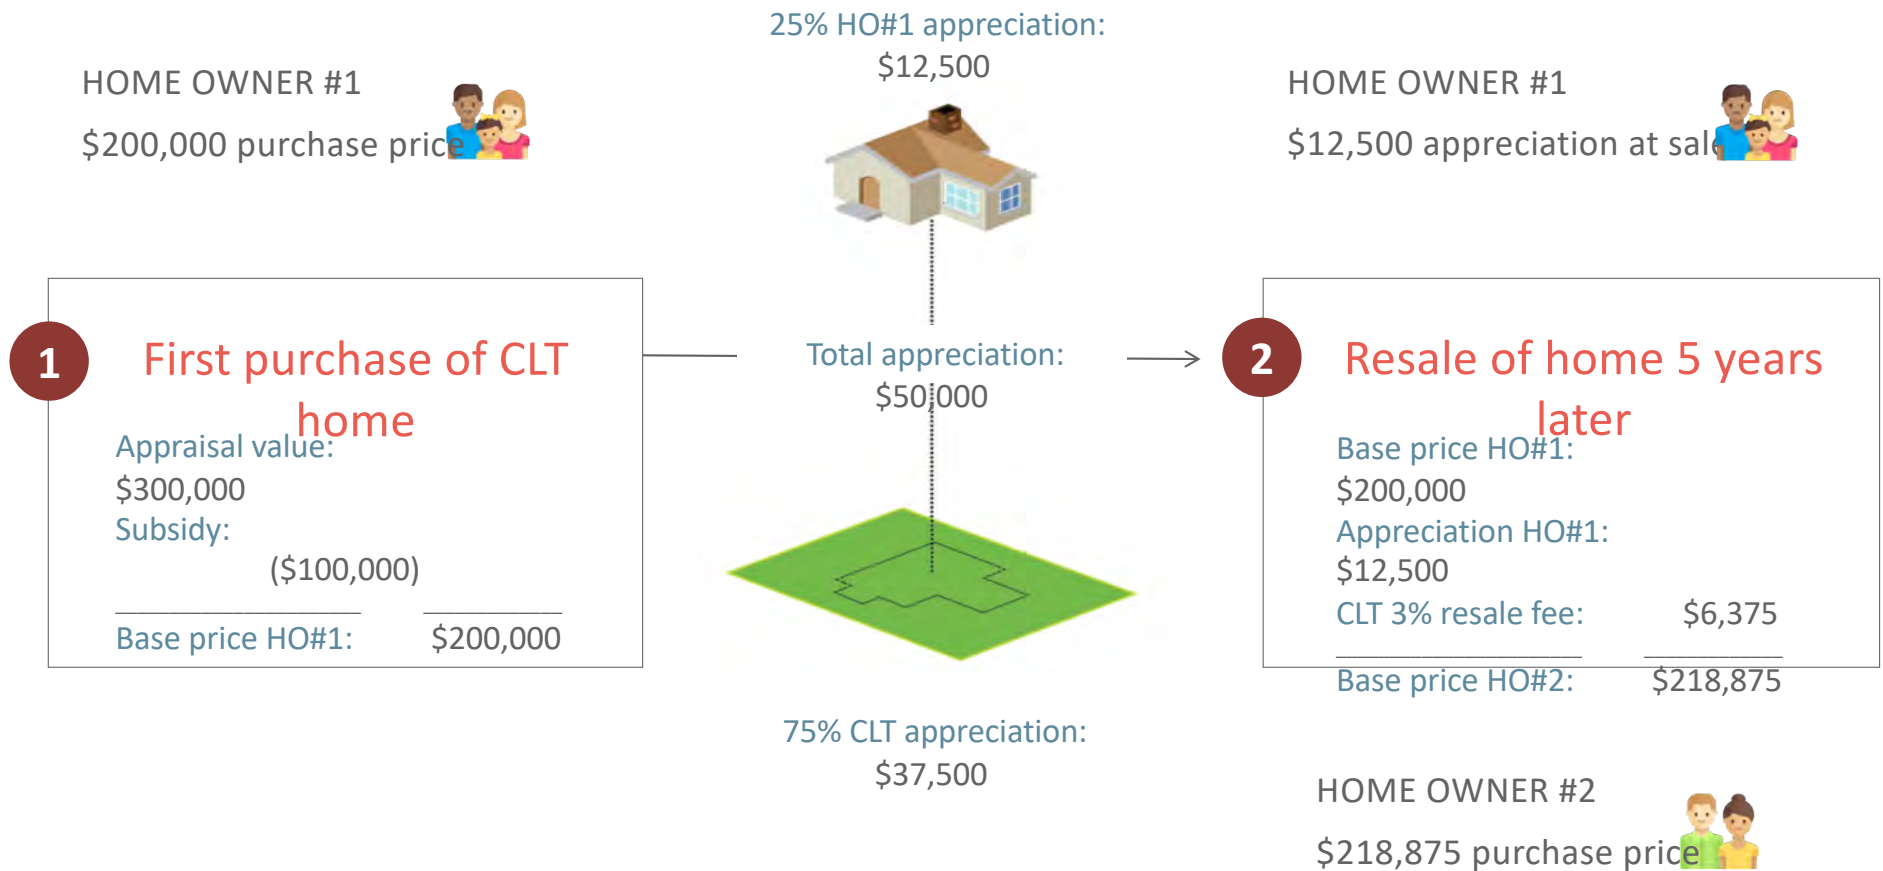 HOME OWNER #1
$200,000 purchase price
25% HO#1 appreciation:
$12,500
HOME OWNER #1
$12,500 appreciation at sale
1
First purchase of CLT
home
Appraisal value:
$300,000
Subsidy:
($100,000)
Base price HO#1: $200,000
Total appreciation:
$50,000
75% CLT appreciation:
$37,500
2
Resale of home 5 years
later
Base price HO#1:
$200,000
Appreciation HO#1:
$12,500
CLT 3% resale fee: $6,375
Base price HO#2: $218,875
HOME OWNER #2
$218,875 purchase price